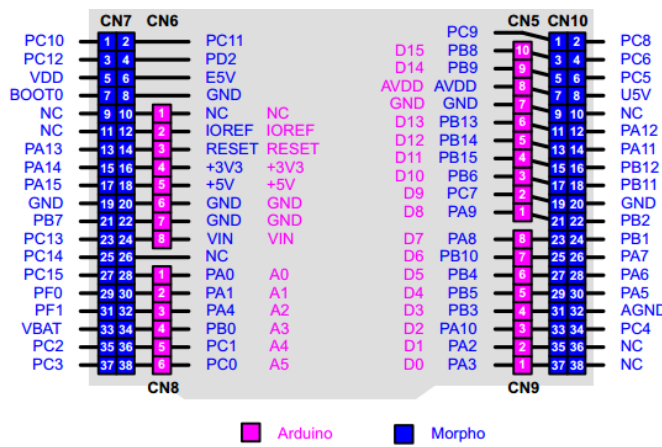 CN7 CN6 CN5 CN10
PC10 1 2 PC11 PC9 1 2 PC8
PC12 3 4 PD2 D15 PB8 10 3 4 PC6
VDD 5 6 E5V D14 PB9 9 5 6 PC5
BOOT0 7 8 GND AVDD AVDD 8 7 8 U5V
NC 9 10 1 NC NC GND GND 7 9 10 NC
NC 11 12 2 IOREF IOREF D13 PB13 6 11 12 PA12
PA13 13 14 3 RESET RESET D12 PB14 5 13 14 PA11
PA14 15 16 4 +3V3 +3V3 D11 PB15 4 15 16 PB12
PA15 17 18 5 +5V +5V D10 PB6 3 17 18 PB11
GND 19 20 6 GND GND D9 PC7 2 19 20 GND
PB7 21 22 7 GND GND D8 PA9 1 21 22 PB2
PC13 23 24 8 VIN VIN D7 PA8 8 23 24 PB1
PC14 25 26 NC D6 PB10 7 25 26 PA7
PC15 27 28 1 PA0 A0 D5 PB4 6 27 28 PA6
PF0 29 30 2 PA1 A1 D4 PB5 5 29 30 PA5
PF1 31 32 3 PA4 A2 D3 PB3 4 31 32 AGND
VBAT 33 34 4 PB0 A3 D2 PA10 3 33 34 PC4
PC2 35 36 5 PC1 A4 D1 PA2 2 35 36 NC
PC3 37 38 6 PC0 A5 D0 PA3 1 37 38 NC
CN8 CN9
Arduino Morpho